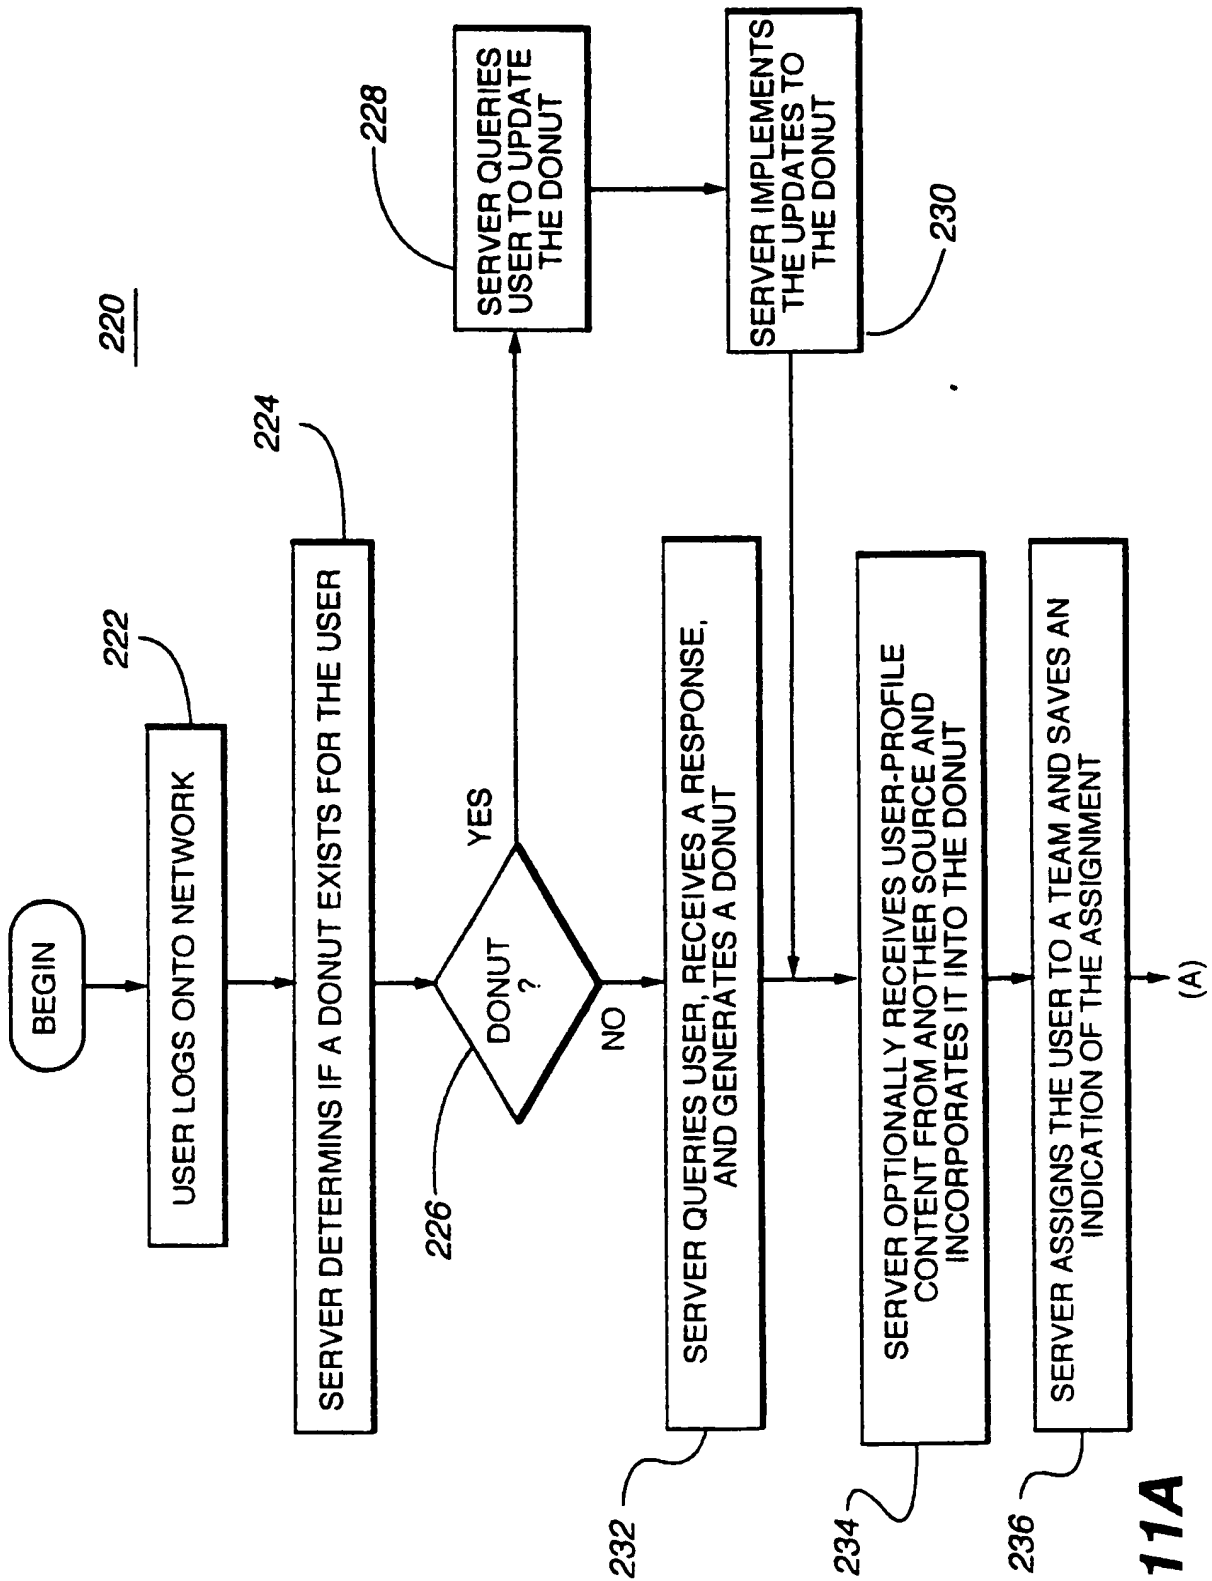 220
BEGIN
222
USER LOGS ONTO NETWORK
224
SERVER DETERMINS IF A DONUT EXISTS FOR THE USER
226
DONUT
?
YES
NO
228
SERVER QUERIES
USER TO UPDATE
THE DONUT
SERVER IMPLEMENTS
THE UPDATES TO
THE DONUT
230
232
SERVER QUERIES USER, RECEIVES A RESPONSE,
AND GENERATES A DONUT
234
SERVER OPTIONALLY RECEIVES USER-PROFILE
CONTENT FROM ANOTHER SOURCE AND
INCORPORATES IT INTO THE DONUT
236
SERVER ASSIGNS THE USER TO A TEAM AND SAVES AN
INDICATION OF THE ASSIGNMENT
(A)
11A